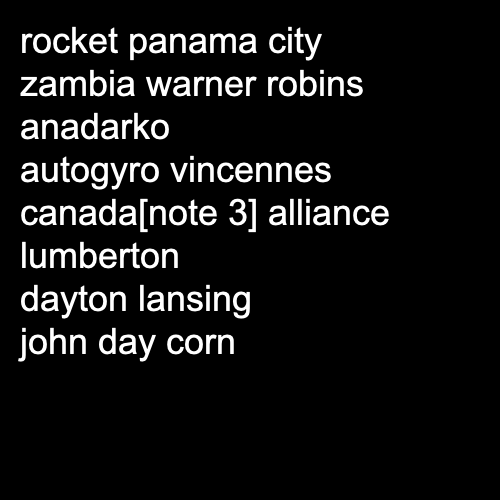 rocket panama city
zambia warner robins
anadarko
autogyro vincennes
canada[note 3] alliance
lumberton
dayton lansing
john day corn